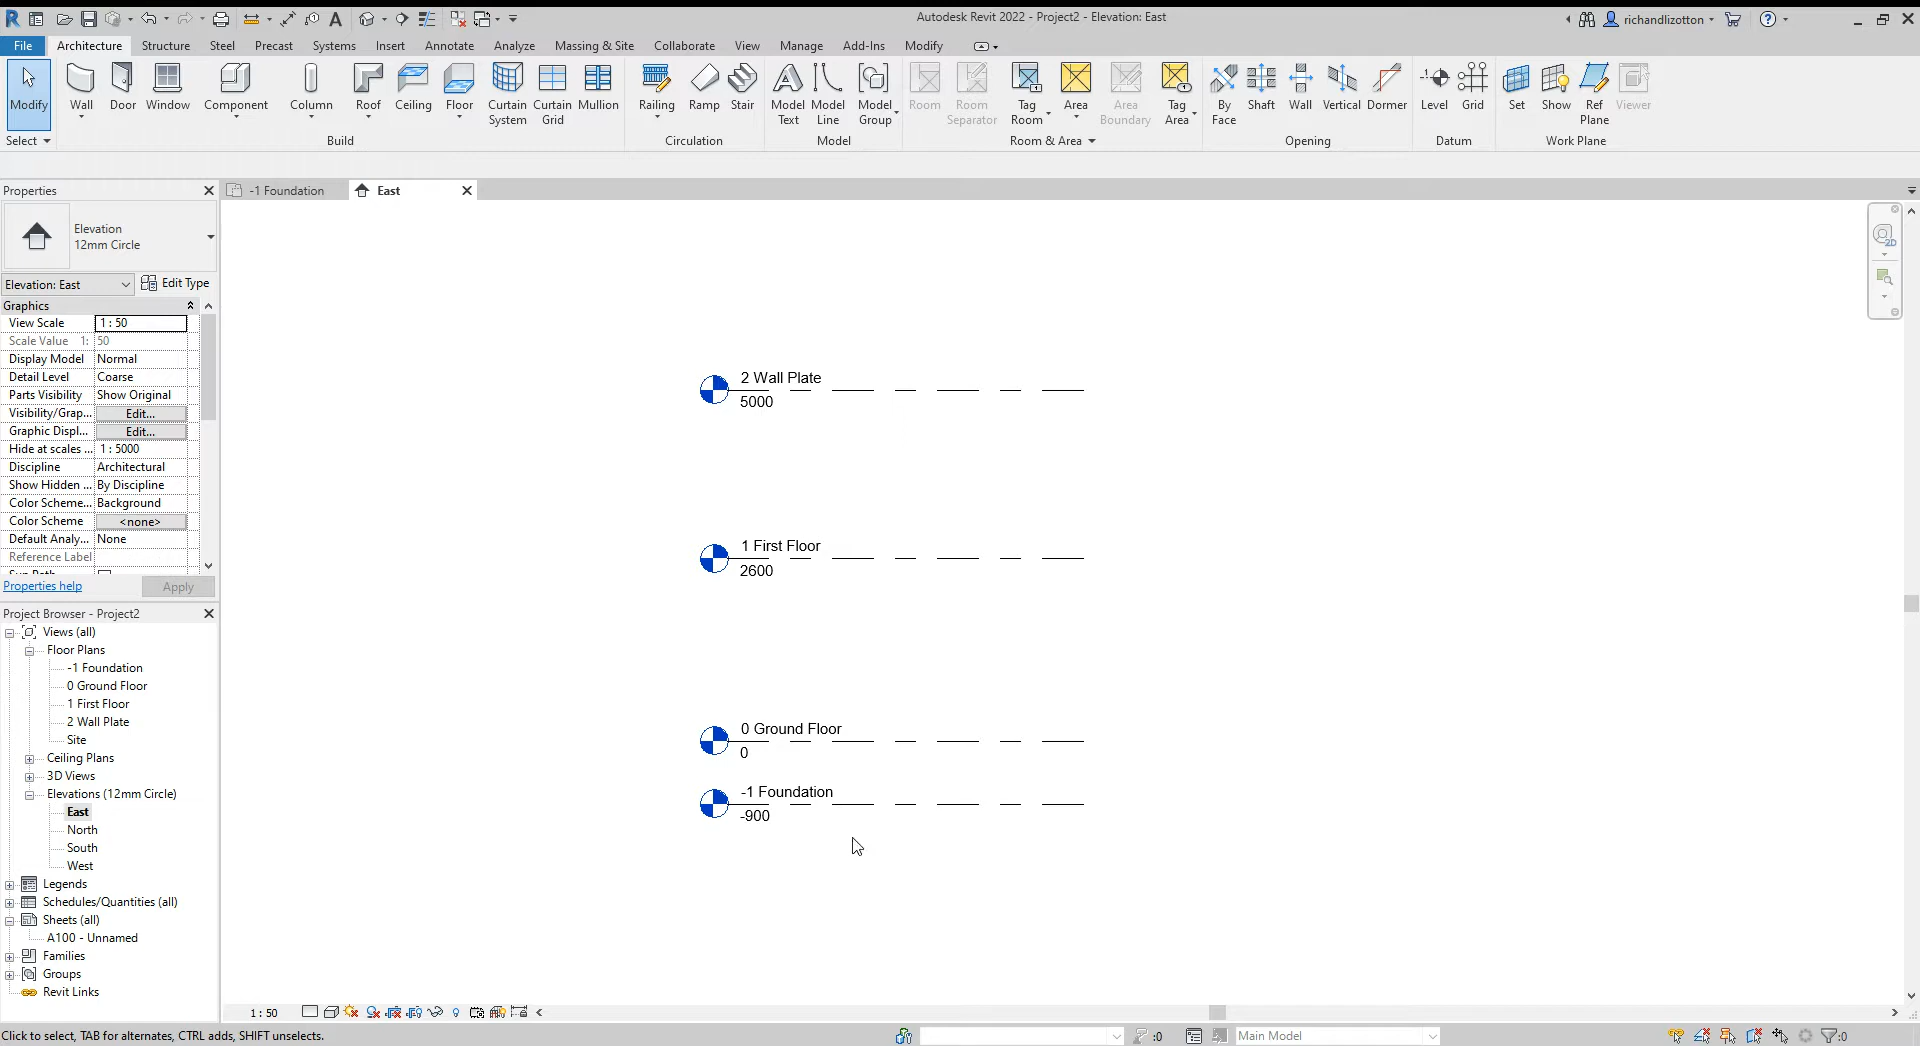 Autodesk Revit 2022 - Project2 - Elevation: East
richandlizotton
File Architecture Structure Steel Precast Systems Insert Annotate Analyze Massing & Site Collaborate View Manage Add-Ins Modify
Modify Wall Door Window Component Column Roof Ceiling Floor Curtain System Curtain Grid Mullion Railing Ramp Stair Model Text Model Line Model Group Room Room Separator Tag Room Area Area Boundary Tag Area By Face Shaft Wall Vertical Dormer Level Grid Set Show Ref Plane Viewer
Select Build Circulation Model Room & Area Opening Datum Work Plane
Properties
-1 Foundation
East
Elevation
12mm Circle
Elevation: East
Edit Type
Graphics
View Scale 1 : 50
Scale Value 1: 50
Display Model Normal
Detail Level Coarse
Parts Visibility Show Original
Visibility/Grap... Edit...
Graphic Displ... Edit...
Hide at scales ... 1 : 5000
Discipline Architectural
Show Hidden ... By Discipline
Color Scheme... Background
Color Scheme <none>
Default Analy... None
Reference Label
Properties help
Apply
Project Browser - Project2
Views (all)
Floor Plans
-1 Foundation
0 Ground Floor
1 First Floor
2 Wall Plate
Site
Ceiling Plans
3D Views
Elevations (12mm Circle)
East
North
South
West
Legends
Schedules/Quantities (all)
Sheets (all)
A100 - Unnamed
Families
Groups
Revit Links
2 Wall Plate
5000
1 First Floor
2600
0 Ground Floor
0
-1 Foundation
-900
2D
1 : 50
Click to select, TAB for alternates, CTRL adds, SHIFT unselects.
:0
Main Model
:0